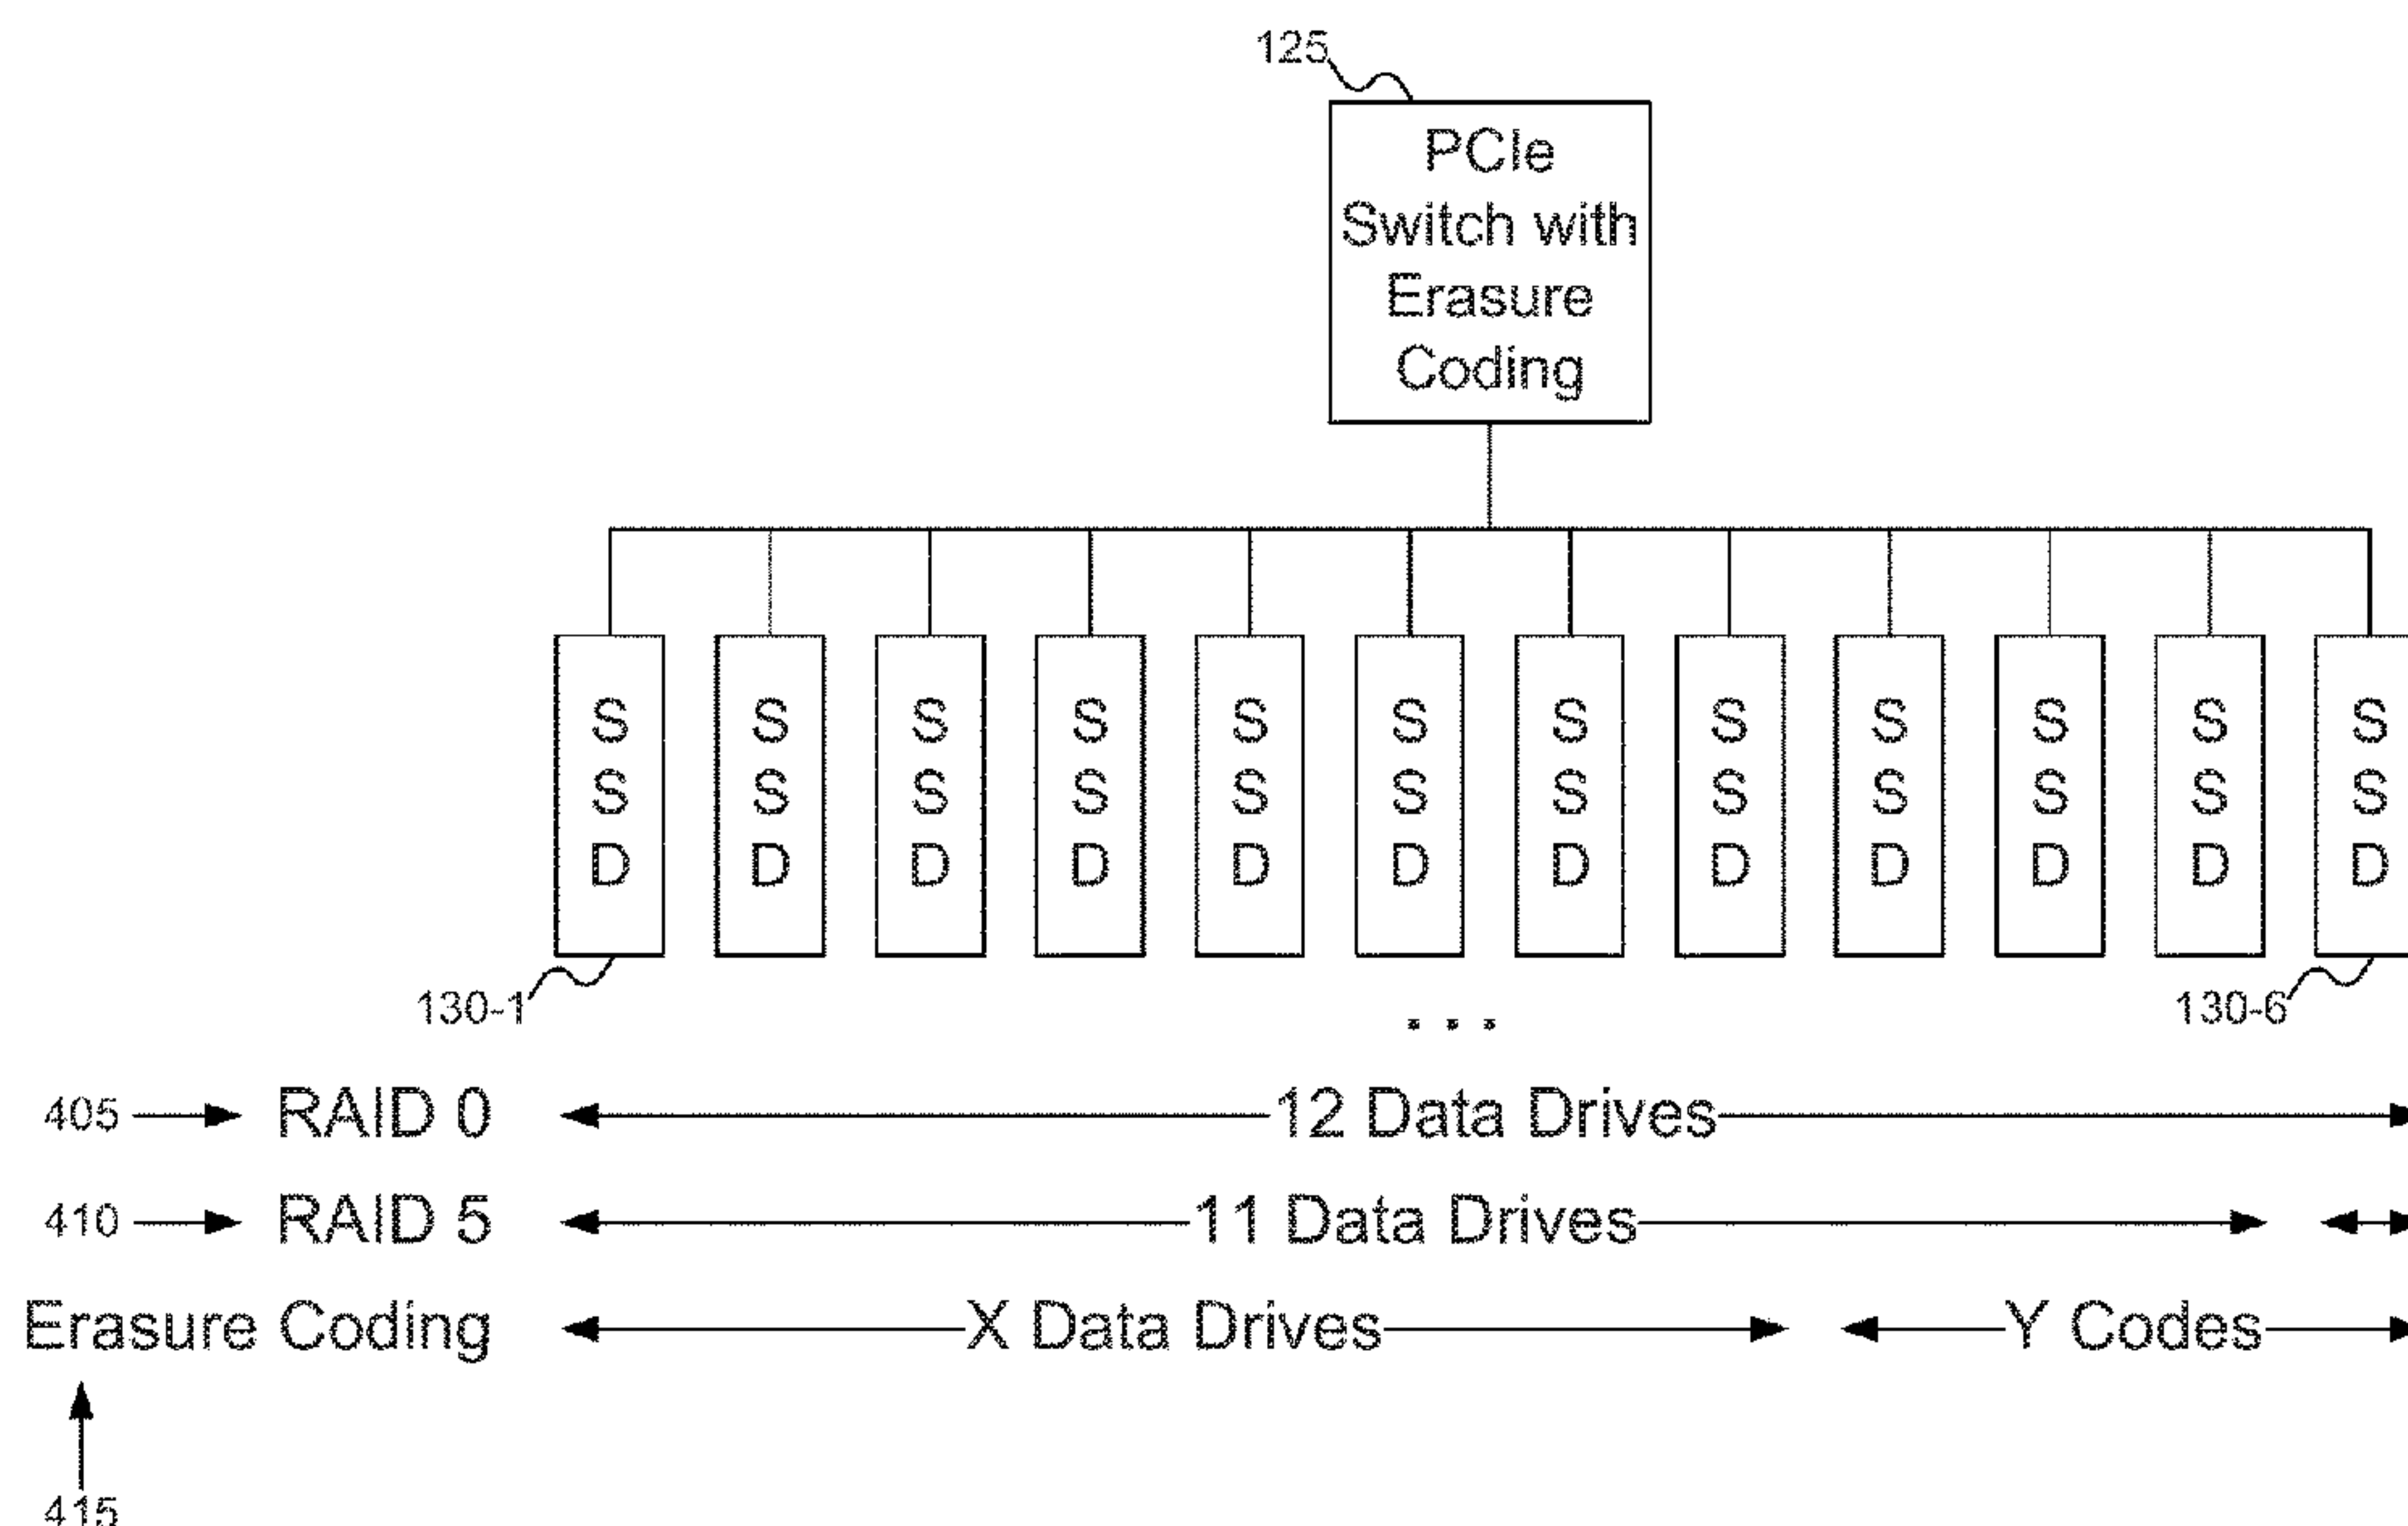 125
PCIe
Switch with
Erasure
Coding
S S S S S S S S S S S S
S S S S S S S S S S S S
D D D D D D D D D D D D
130-1 130-6
. . .
405 RAID 0 12 Data Drives
410 RAID 5 11 Data Drives
Erasure Coding X Data Drives Y Codes
415